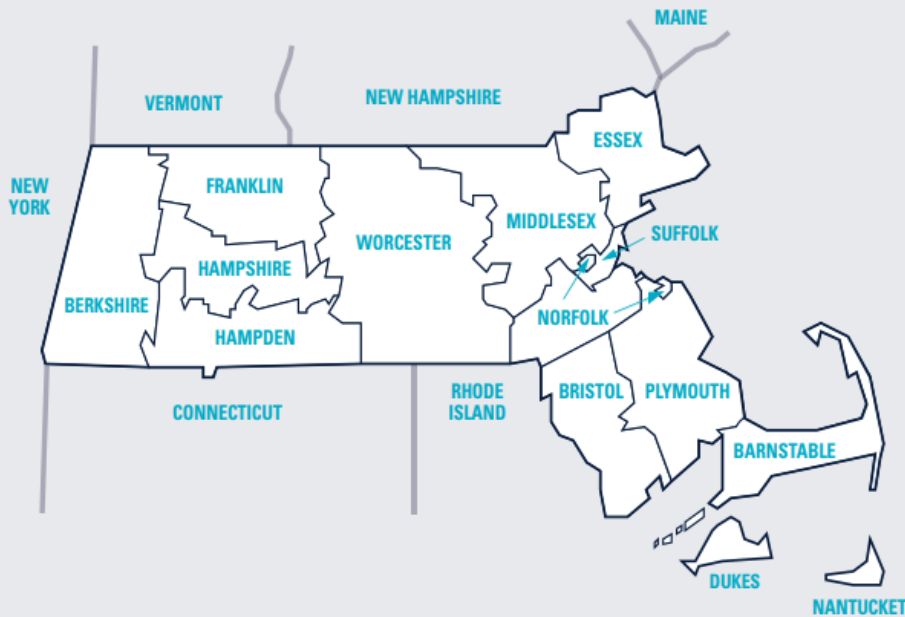 MAINE
VERMONT
NEW HAMPSHIRE
ESSEX
NEW
YORK
FRANKLIN
MIDDLESEX
SUFFOLK
WORCESTER
HAMPSHIRE
BERKSHIRE
NORFOLK
HAMPDEN
RHODE
ISLAND
BRISTOL
PLYMOUTH
CONNECTICUT
BARNSTABLE
DUKES
NANTUCKET